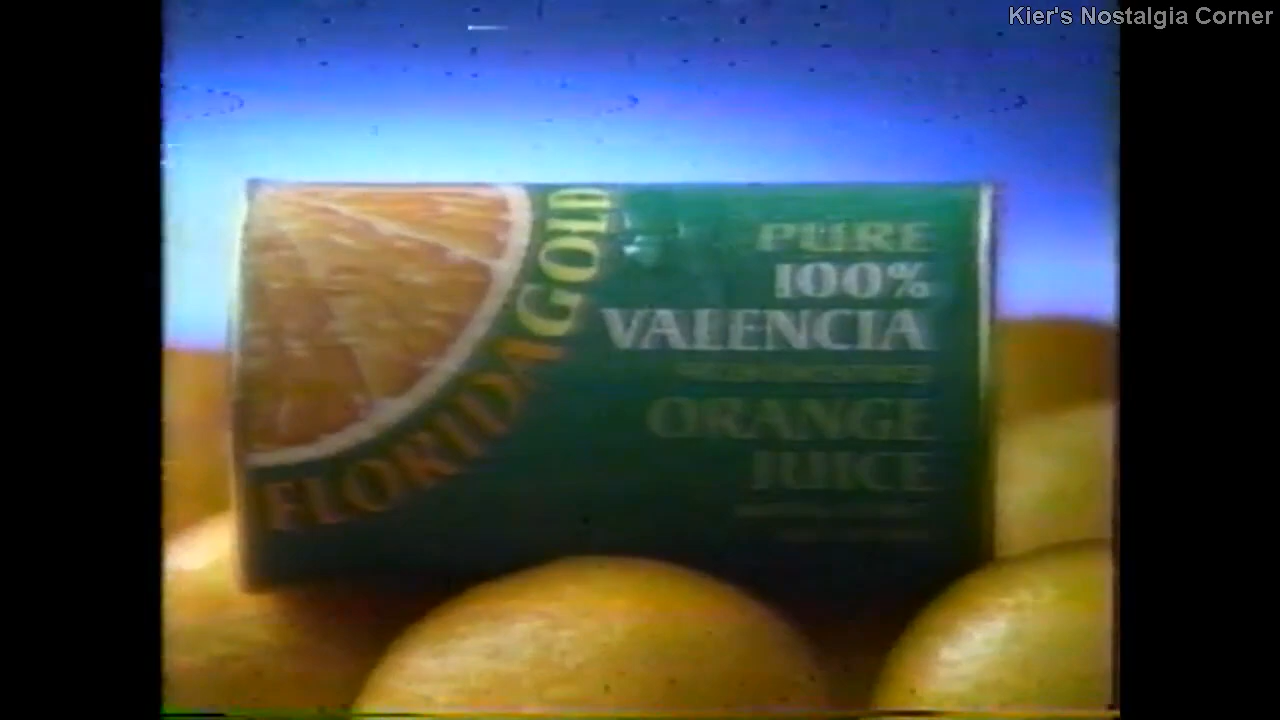 Kier's Nostalgia Corner
FLORIDA GOLD
PURE
100%
VALENCIA
ORANGE
JUICE